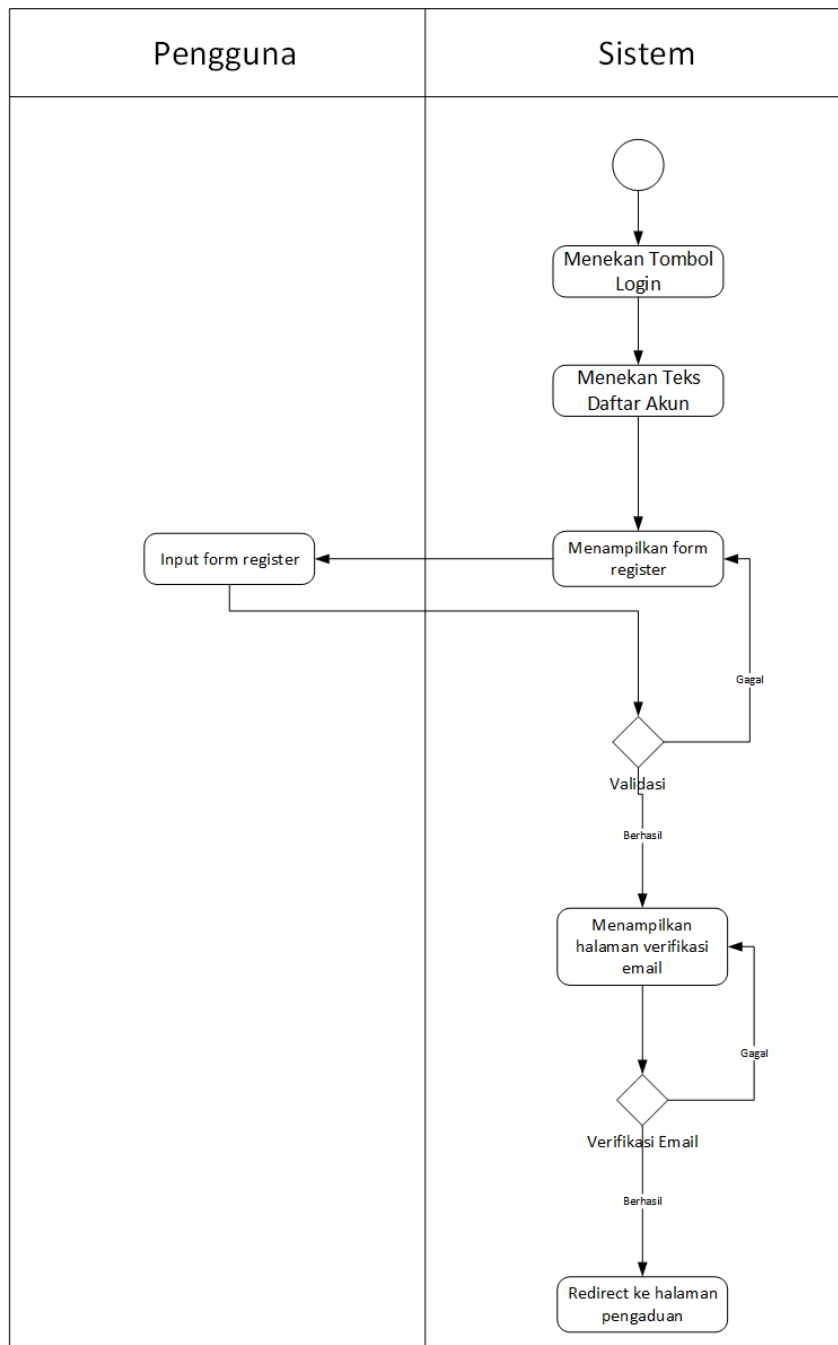 Pengguna
Sistem
Menekan Tombol
Login
Menekan Teks
Daftar Akun
Input form register
Menampilkan form
register
Gagal
Validasi
Berhasil
Menampilkan
halaman verifikasi
email
Gagal
Verifikasi Email
Berhasil
Redirect ke halaman
pengaduan